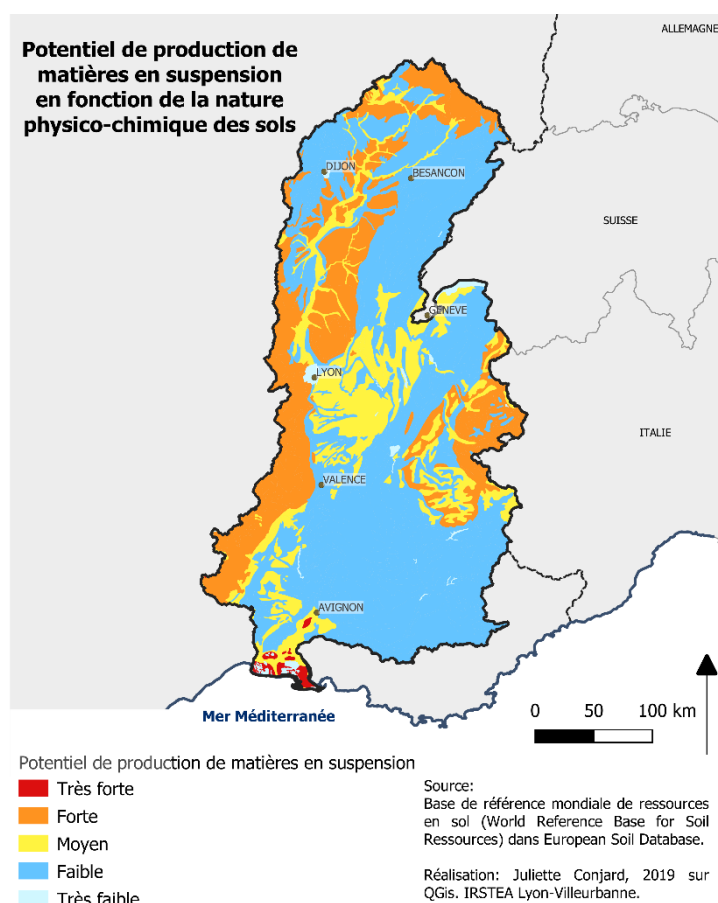 Potentiel de production de
matières en suspension
en fonction de la nature
physico-chimique des sols
ALLEMAGNE
DIJON
BESANCON
SUISSE
GENEVE
LYON
ITALIE
VALENCE
AVIGNON
Mer Méditerranée
0 50 100 km
Potentiel de production de matières en suspension
Très forte
Forte
Moyen
Faible
Très faible
Source:
Base de référence mondiale de ressources
en sol (World Reference Base for Soil
Ressources) dans European Soil Database.
Réalisation: Juliette Conjard, 2019 sur
QGis. IRSTEA Lyon-Villeurbanne.